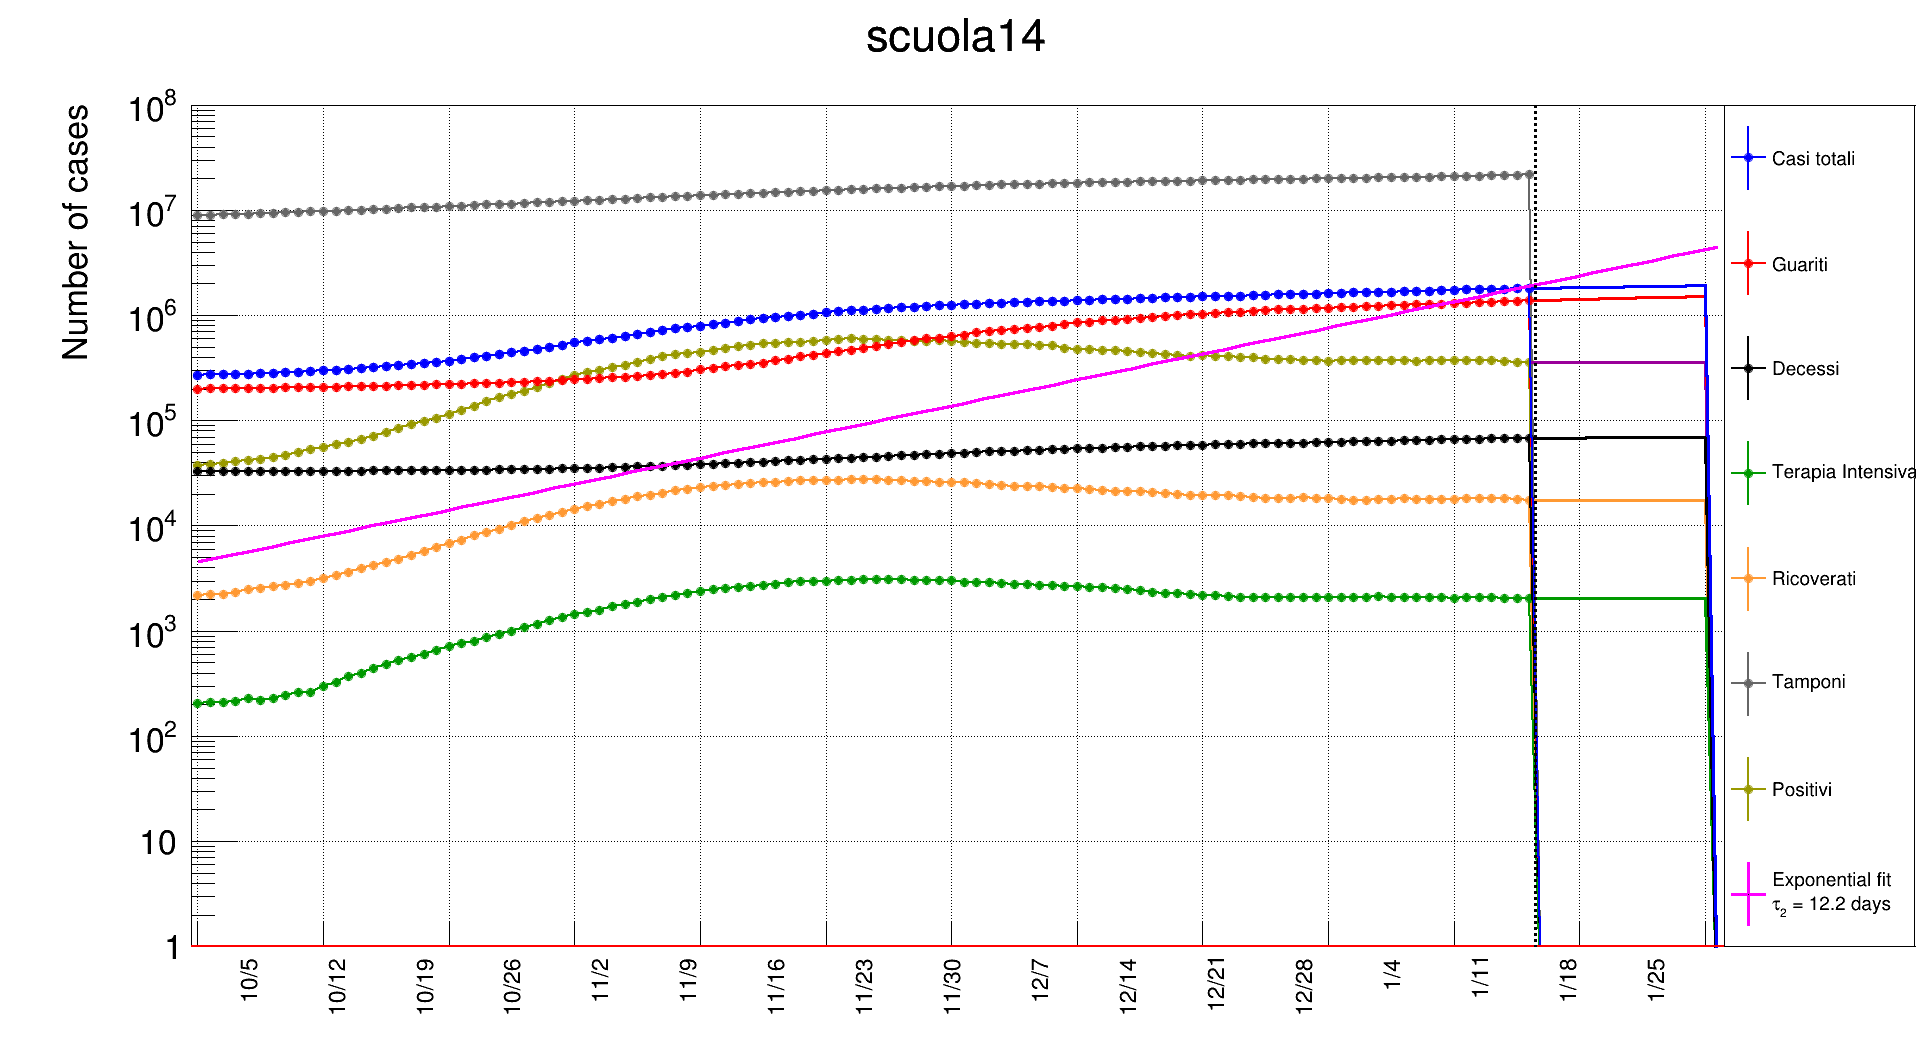 scuola14
Number of cases
10^8
10^7
10^6
10^5
10^4
10^3
10^2
10
1
10/5
10/12
10/19
10/26
11/2
11/9
11/16
11/23
11/30
12/7
12/14
12/21
12/28
1/4
1/11
1/18
1/25
Casi totali
Guariti
Decessi
Terapia Intensiva
Ricoverati
Tamponi
Positivi
Exponential fit
τ_2 = 12.2 days